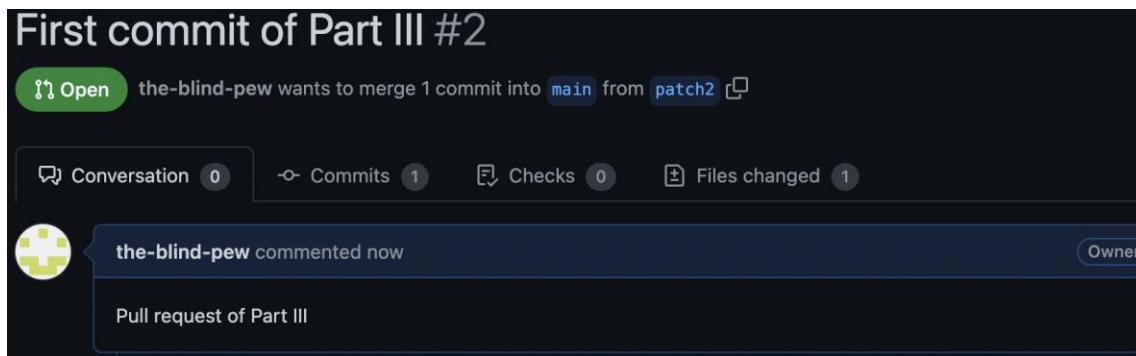 First commit of Part III #2
Open the-blind-pew wants to merge 1 commit into main from patch2
Conversation 0 Commits 1 Checks 0 Files changed 1
the-blind-pew commented now Owner
Pull request of Part III